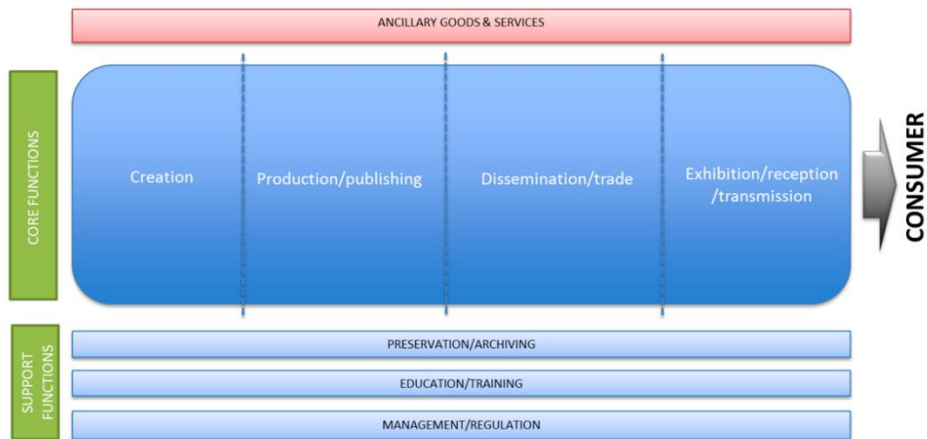 ANCILLARY GOODS & SERVICES
CORE FUNCTIONS
Creation
Production/publishing
Dissemination/trade
Exhibition/reception
/transmission
CONSUMER
SUPPORT
FUNCTIONS
PRESERVATION/ARCHIVING
EDUCATION/TRAINING
MANAGEMENT/REGULATION